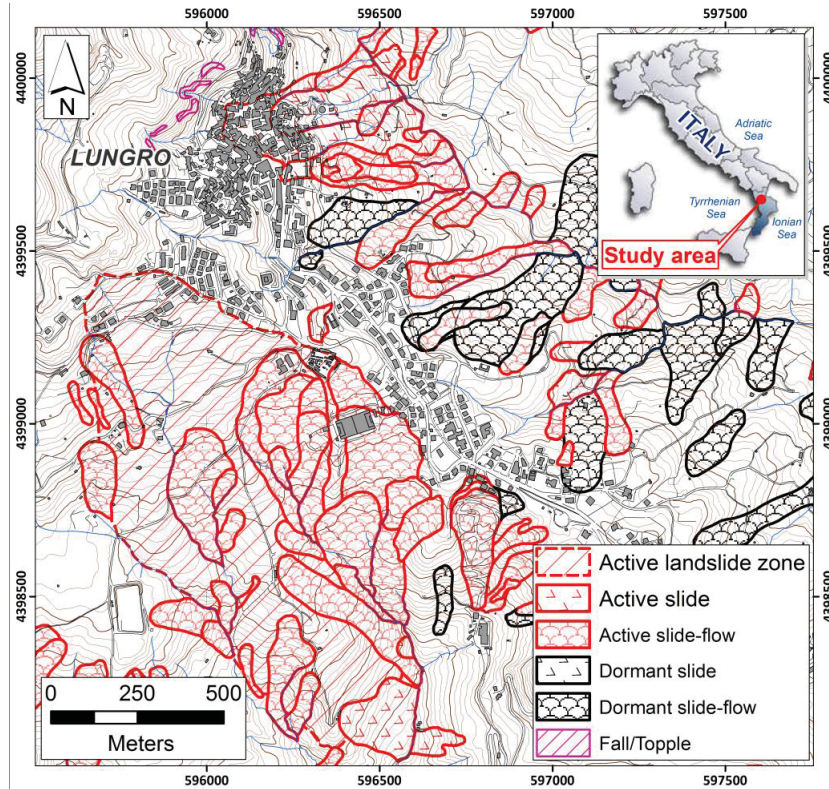 596000 596500 597000 597500
4400000
4399500
4399000
4398500
4400000
4399500
4399000
4398500
N
LUNGRO
ITALY
Adriatic
Sea
Tyrrhenian
Sea
Ionian
Sea
Study area
Active landslide zone
Active slide
Active slide-flow
Dormant slide
Dormant slide-flow
Fall/Topple
0 250 500
Meters
596000 596500 597000 597500